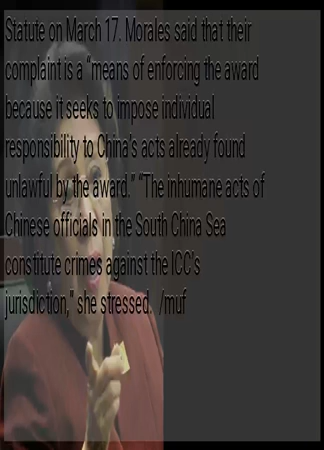 Statute on March 17. Morales said that their
complaint is a “means of enforcing the award
because it seeks to impose individual
responsibility to China's acts already found
unlawful by the award.” “The inhumane acts of
Chinese officials in the South China Sea
constitute crimes against the ICC's
jurisdiction," she stressed. /muf